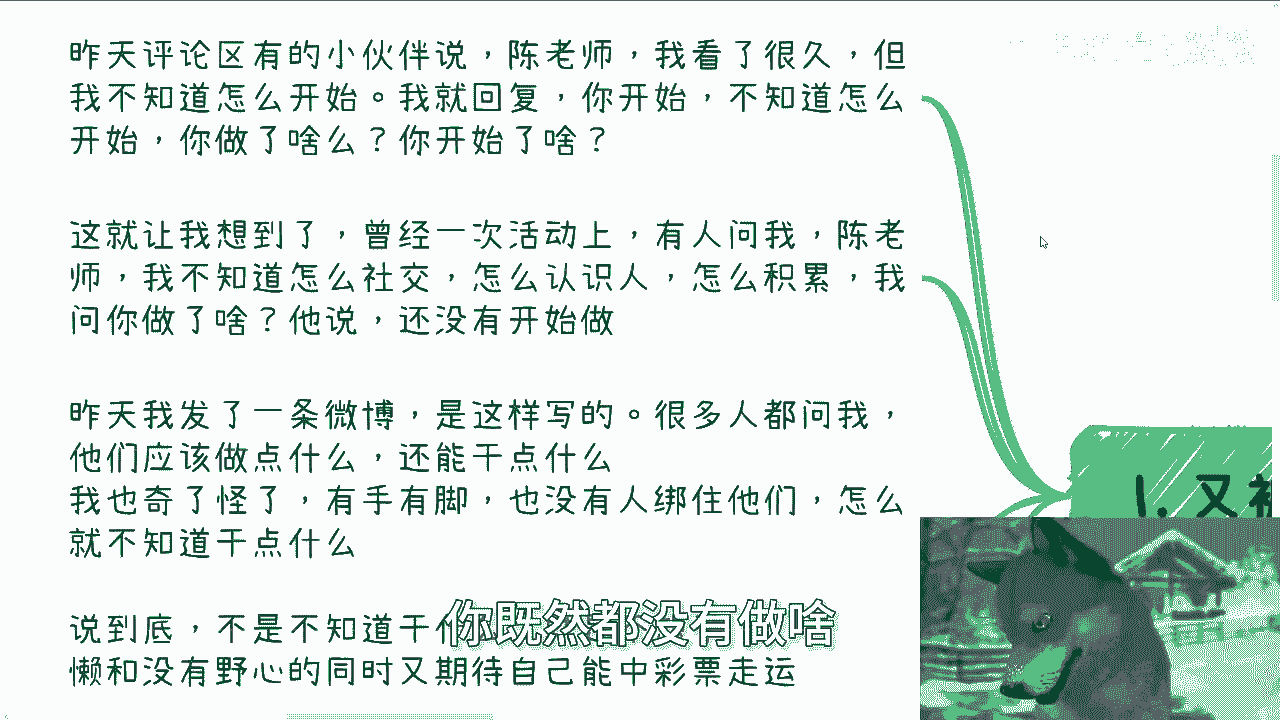 昨天评论区有的小伙伴说，陈老师，我看了很久，但
我不知道怎么开始。我就回复，你开始，不知道怎么
开始，你做了啥么？你开始了啥？
这就让我想到了，曾经一次活动上，有人问我，陈老
师，我不知道怎么社交，怎么认识人，怎么积累，我
问你做了啥？他说，还没有开始做
昨天我发了一条微博，是这样写的。很多人都问我，
他们应该做点什么，还能干点什么
我也奇了怪了，有手有脚，也没有人绑住他们，怎么
就不知道干点什么
说到底，不是不知道干什
懒和没有野心的同时又期待自己能中彩票走运
1. 又
你既然都没有做啥